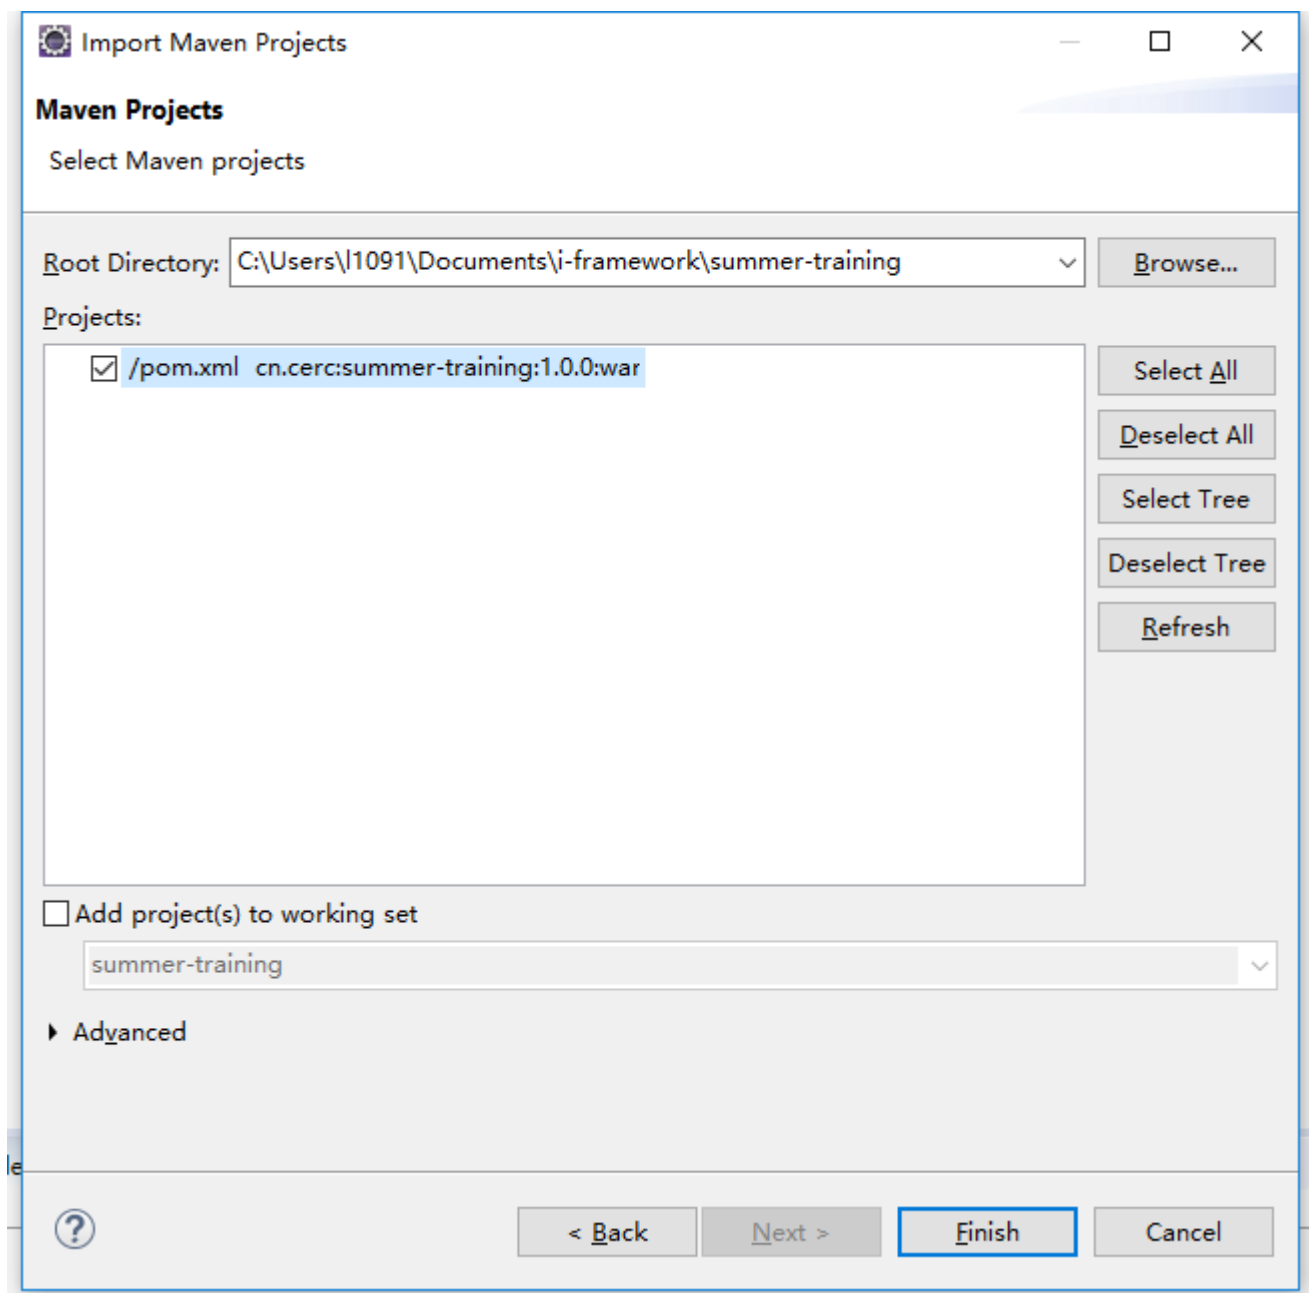 Import Maven Projects
Maven Projects
Select Maven projects
Root Directory: C:\Users\l1091\Documents\i-framework\summer-training Browse...
Projects:
/pom.xml cn.cerc:summer-training:1.0.0:war
Select All
Deselect All
Select Tree
Deselect Tree
Refresh
Add project(s) to working set
summer-training
Advanced
le
? < Back Next > Finish Cancel